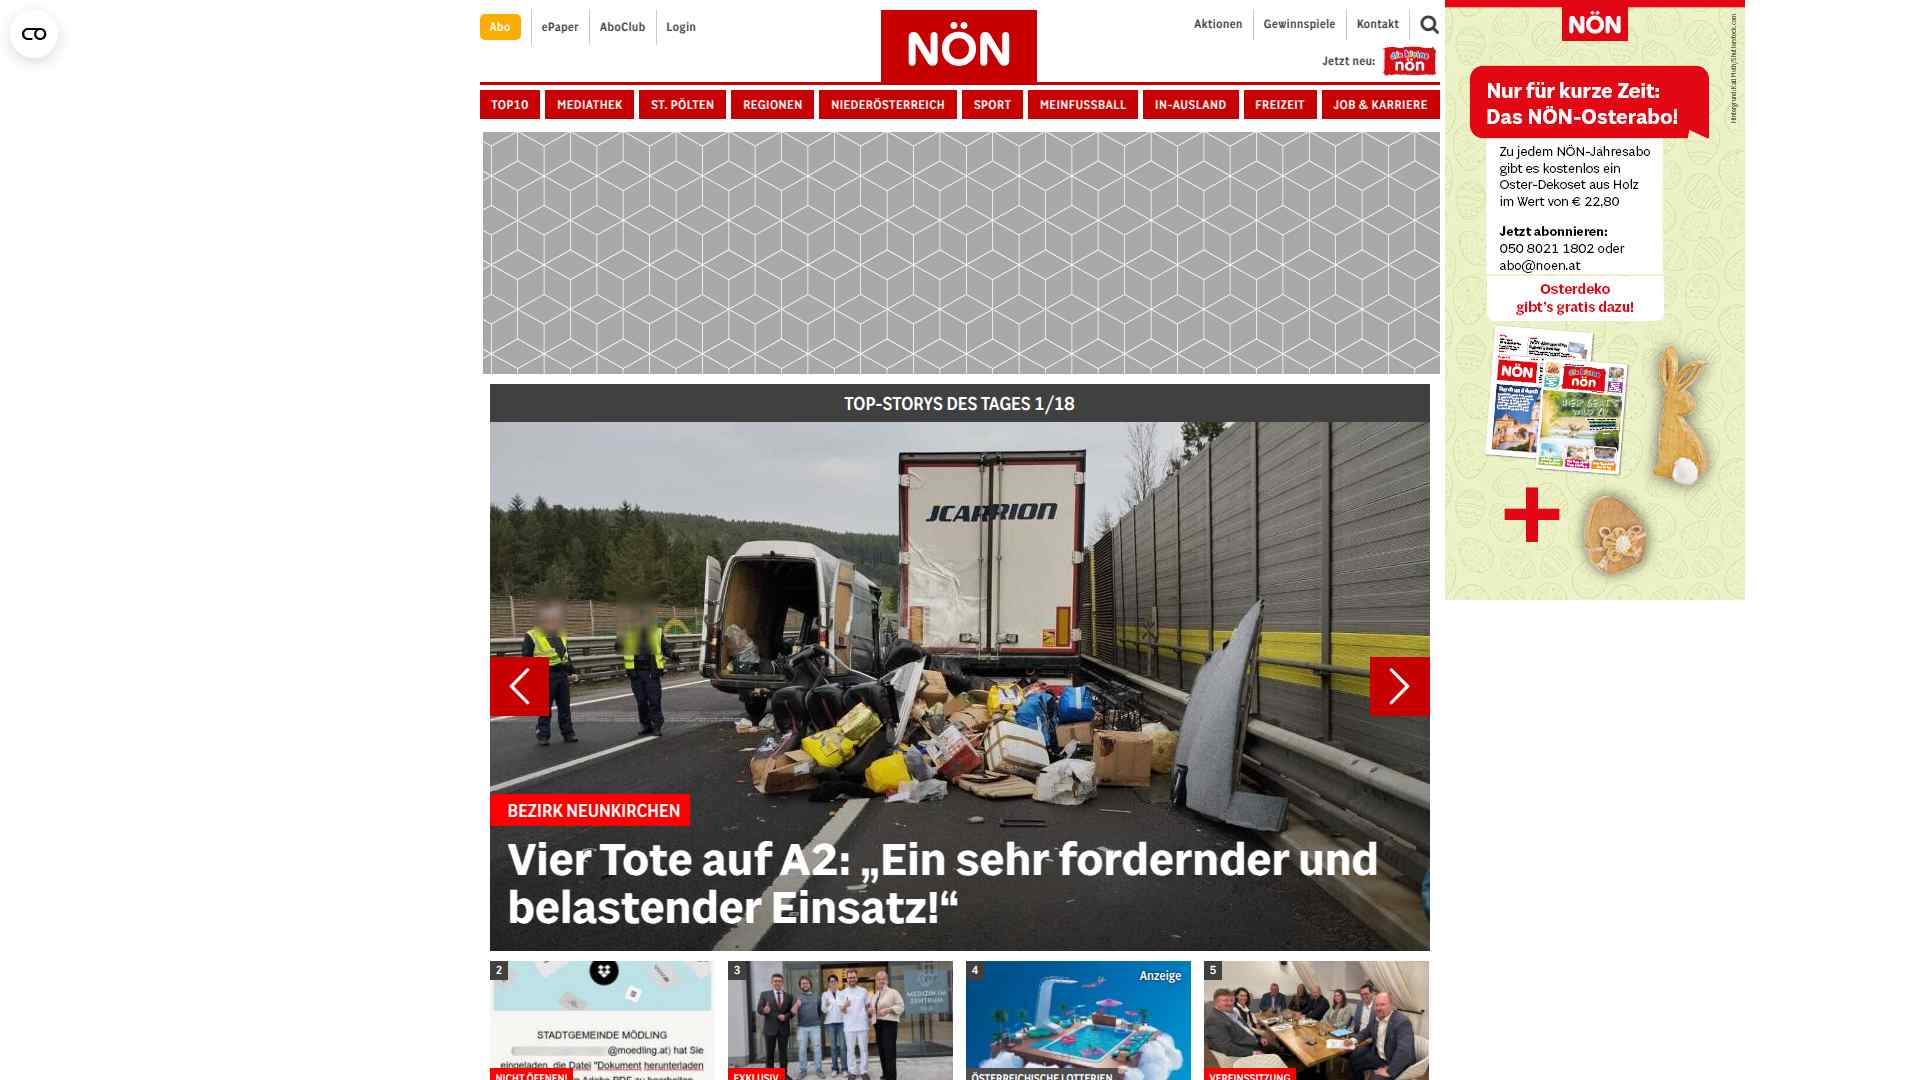 Abo
ePaper
AboClub
Login
NÖN
Aktionen
Gewinnspiele
Kontakt
Jetzt neu:
die kleine
nön
TOP10
MEDIATHEK
ST. PÖLTEN
REGIONEN
NIEDERÖSTERREICH
SPORT
MEINFUSSBALL
IN-AUSLAND
FREIZEIT
JOB & KARRIERE
TOP-STORYS DES TAGES 1/18
JCARRION
BEZIRK NEUNKIRCHEN
Vier Tote auf A2: „Ein sehr fordernder und
belastender Einsatz!“
2
STADTGEMEINDE MÖDLING
@moedling.at) hat Sie
eingeladen, die Datei "Dokument herunterladen
NICHT ÖFFNEN!
3
MEDIZIN IM
ZENTRUM
EXKLUSIV
4
Anzeige
ÖSTERREICHISCHE LOTTERIEN
5
VEREINSSITZUNG
NÖN
Nur für kurze Zeit:
Das NÖN-Osterabo!
Zu jedem NÖN-Jahresabo
gibt es kostenlos ein
Oster-Dekoset aus Holz
im Wert von € 22,80
Jetzt abonnieren:
050 8021 1802 oder
abo@noen.at
Osterdeko
gibt's gratis dazu!
NÖN
die kleine
nön
+